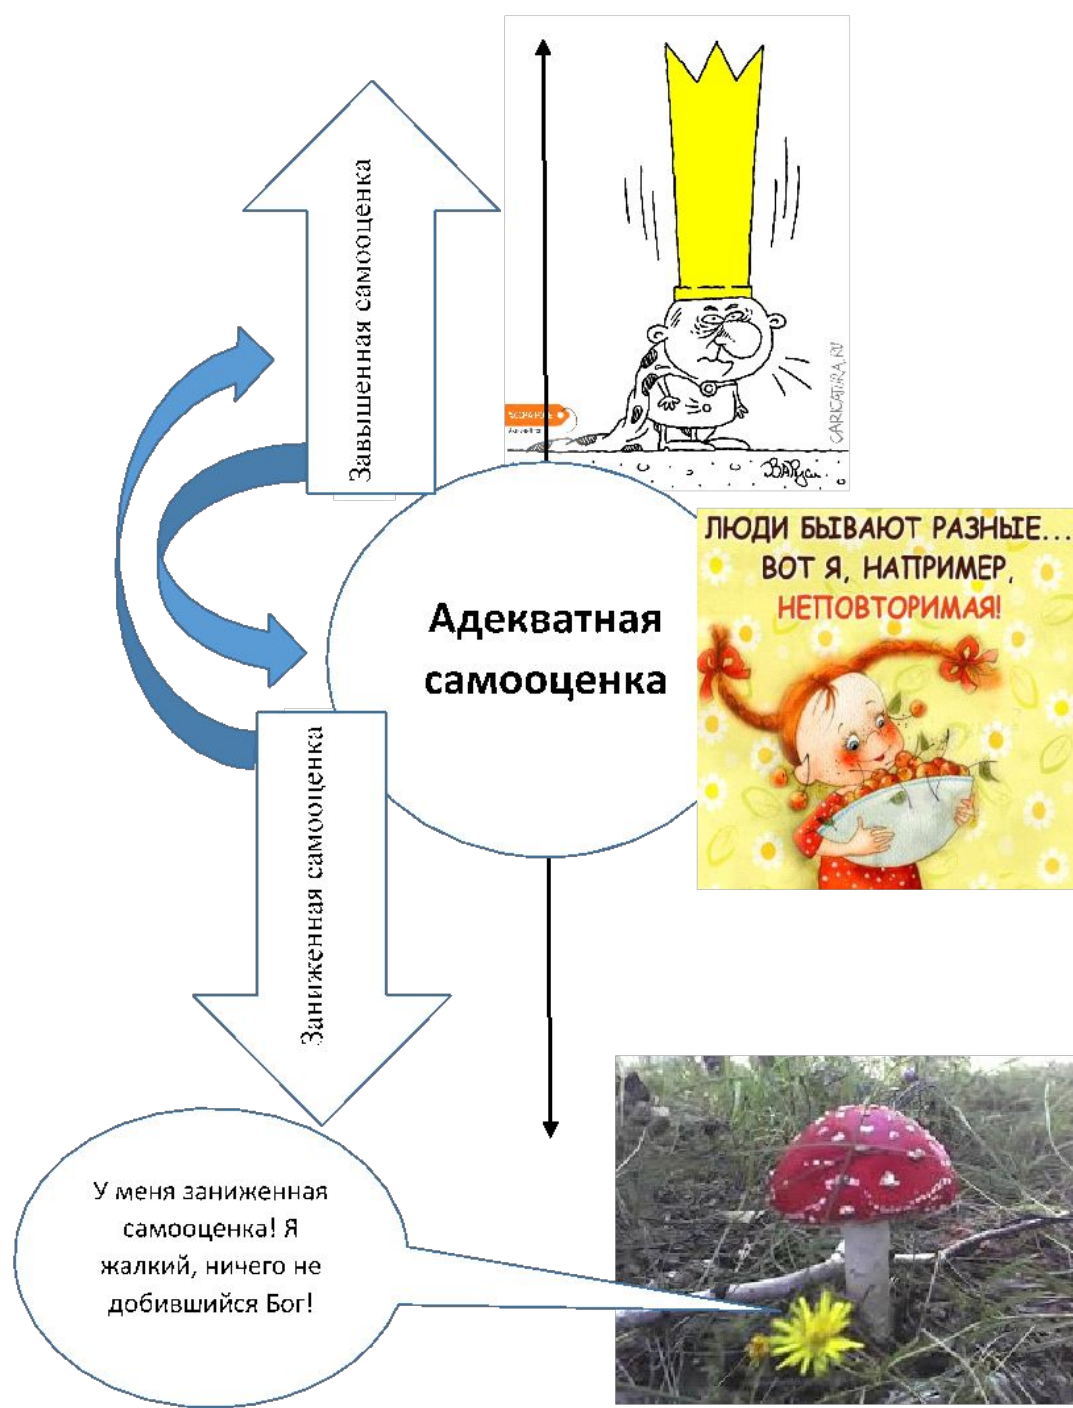 Завышенная самооценка
CARICATURA.RU
ЛЮДИ БЫВАЮТ РАЗНЫЕ...
ВОТ Я, НАПРИМЕР,
НЕПОВТОРИМАЯ!
Адекватная
самооценка
Заниженная самооценка
У меня заниженная
самооценка! Я
жалкий, ничего не
добившийся Бог!